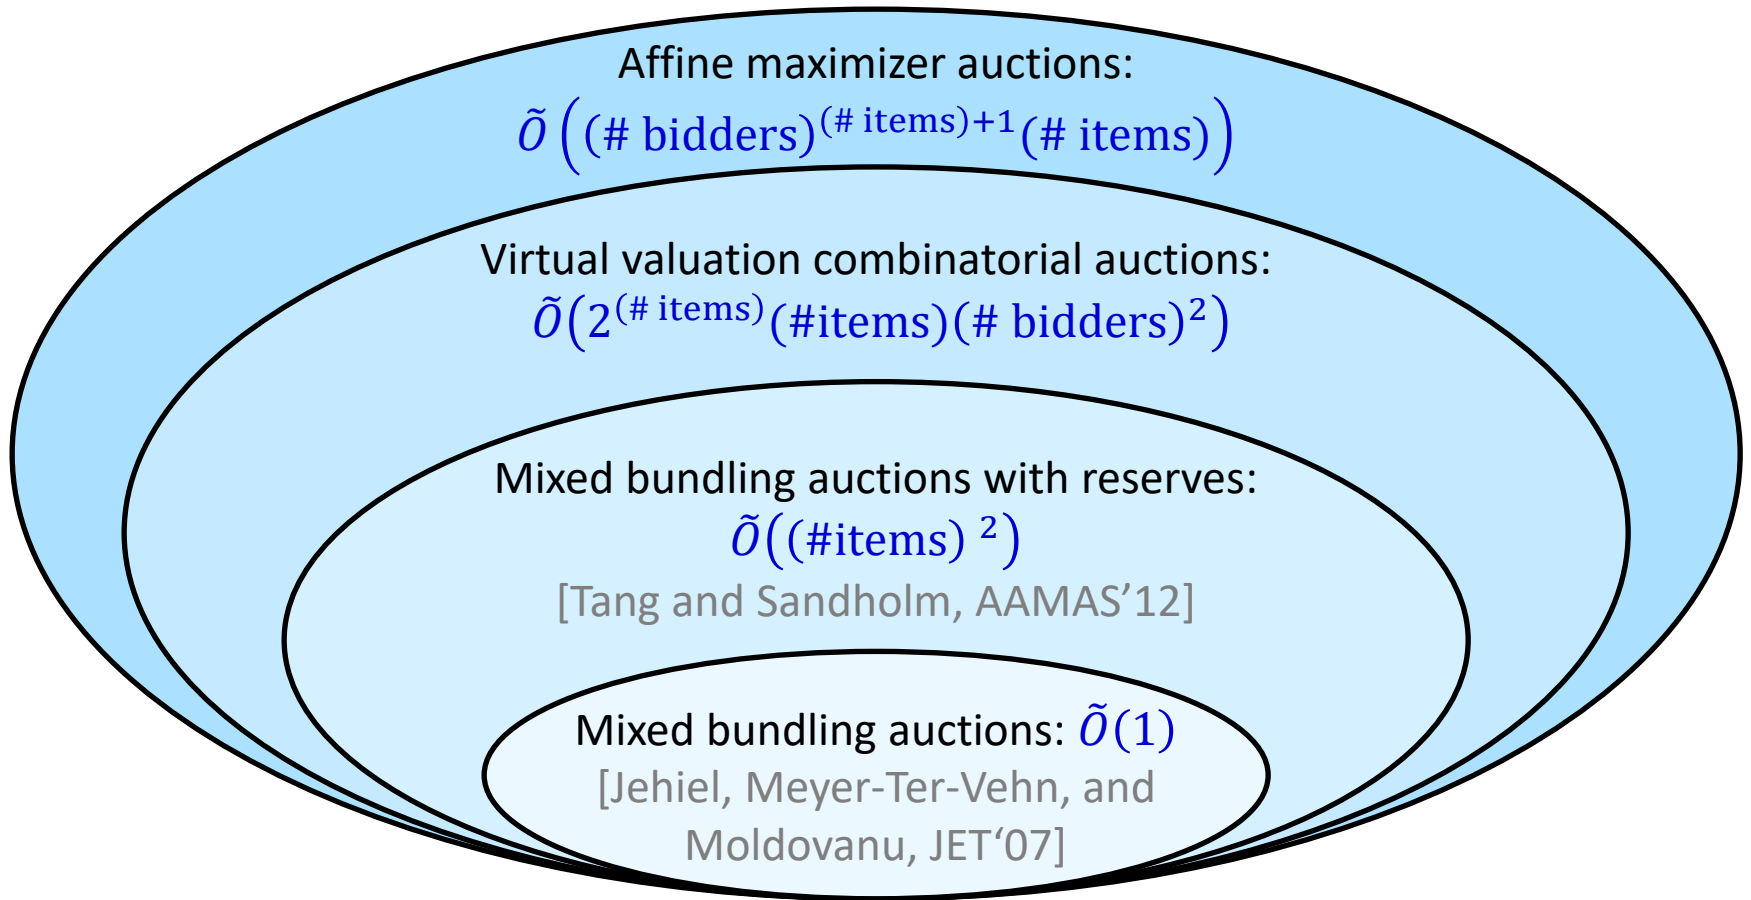 Affine maximizer auctions:
Õ((# bidders)^(# items)+1 (# items))
Virtual valuation combinatorial auctions:
Õ(2^(# items) (#items)(# bidders)²)
Mixed bundling auctions with reserves:
Õ((#items) ²)
[Tang and Sandholm, AAMAS’12]
Mixed bundling auctions: Õ(1)
[Jehiel, Meyer-Ter-Vehn, and
Moldovanu, JET‘07]